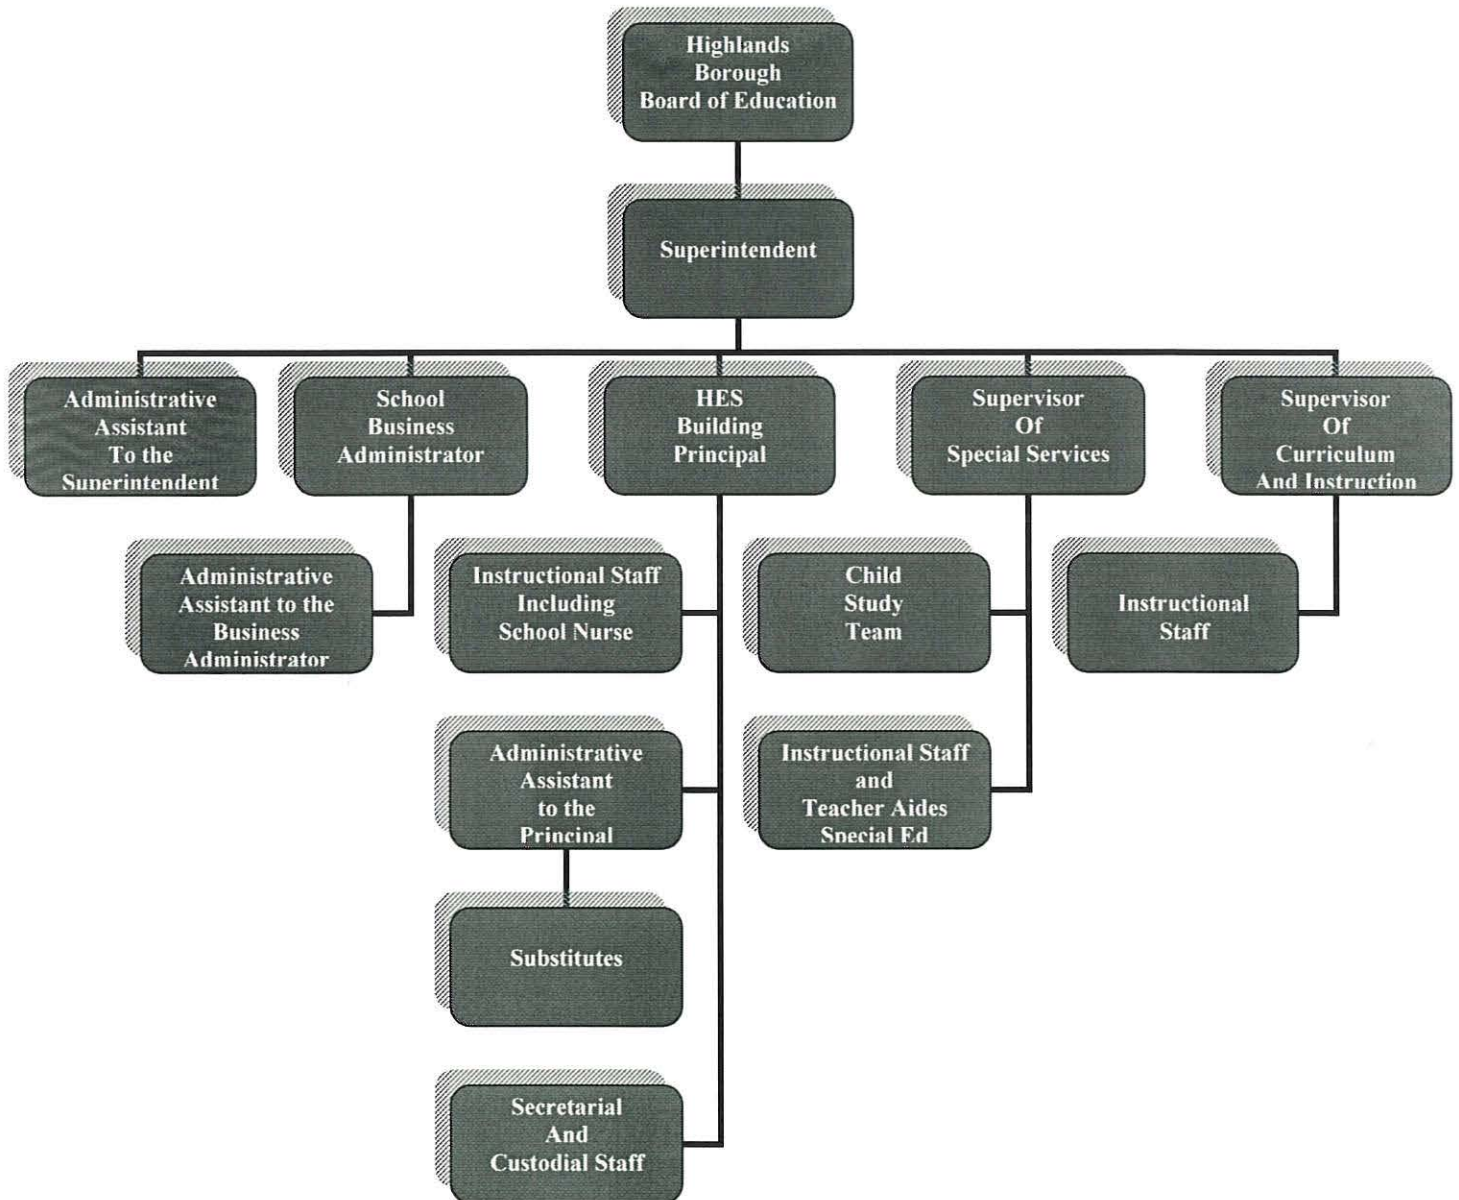 Highlands
Borough
Board of Education
Superintendent
Administrative
Assistant
To the
Superintendent
School
Business
Administrator
HES
Building
Principal
Supervisor
Of
Special Services
Supervisor
Of
Curriculum
And Instruction
Administrative
Assistant to the
Business
Administrator
Instructional Staff
Including
School Nurse
Child
Study
Team
Instructional
Staff
Administrative
Assistant
to the
Principal
Instructional Staff
and
Teacher Aides
Special Ed
Substitutes
Secretarial
And
Custodial Staff